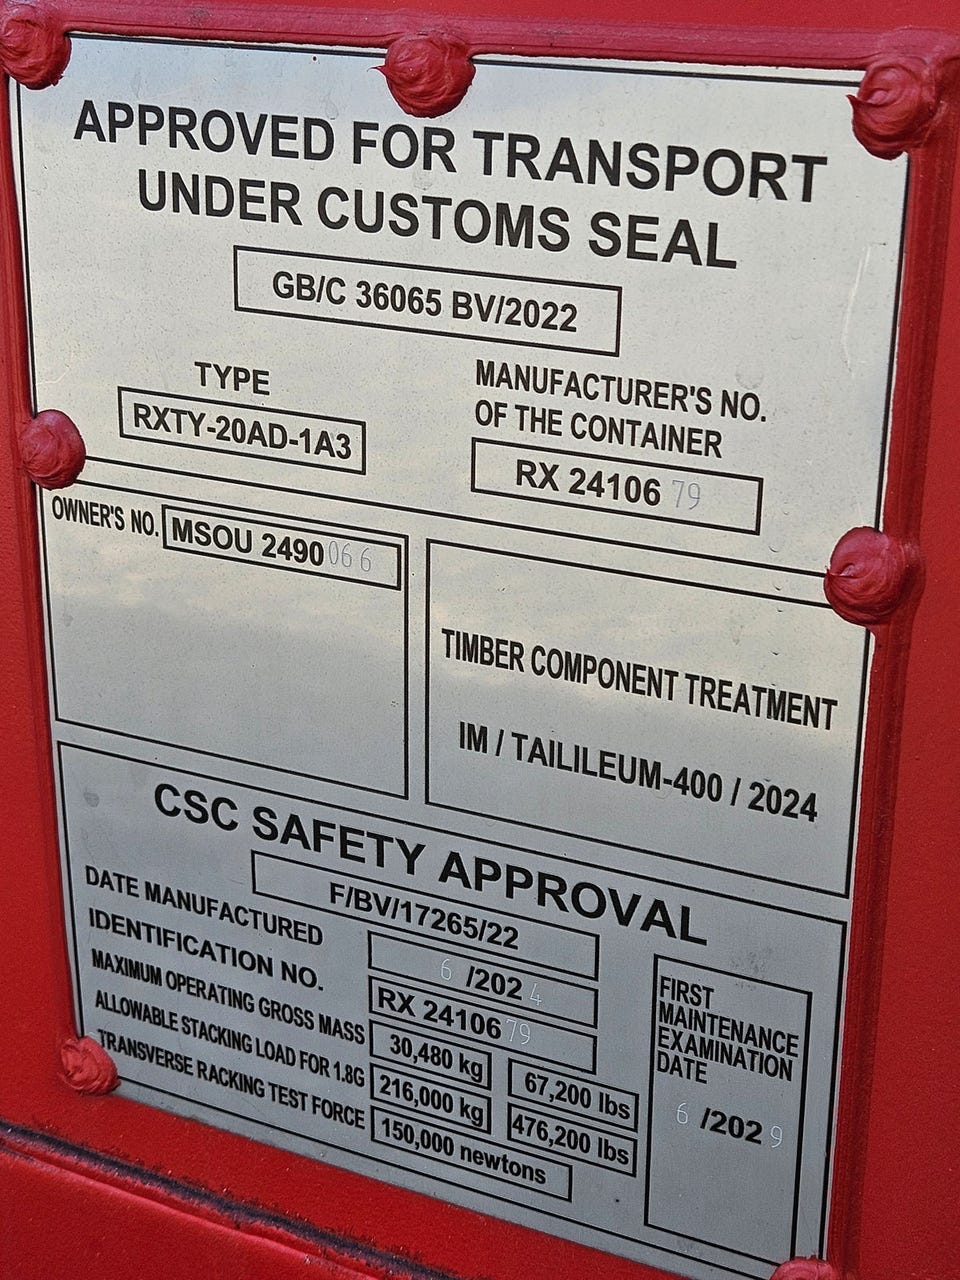 APPROVED FOR TRANSPORT
UNDER CUSTOMS SEAL
GB/C 36065 BV/2022
TYPE
RXTY-20AD-1A3
MANUFACTURER'S NO.
OF THE CONTAINER
RX 24106 79
OWNER'S NO. MSOU 2490066
TIMBER COMPONENT TREATMENT
IM / TAILILEUM-400 / 2024
CSC SAFETY APPROVAL
F/BV/17265/22
DATE MANUFACTURED 6 /2024
IDENTIFICATION NO. RX 24106 79
MAXIMUM OPERATING GROSS MASS 30,480 kg 67,200 lbs
ALLOWABLE STACKING LOAD FOR 1.8G 216,000 kg 476,200 lbs
TRANSVERSE RACKING TEST FORCE 150,000 newtons
FIRST
MAINTENANCE
EXAMINATION
DATE
6 /2029